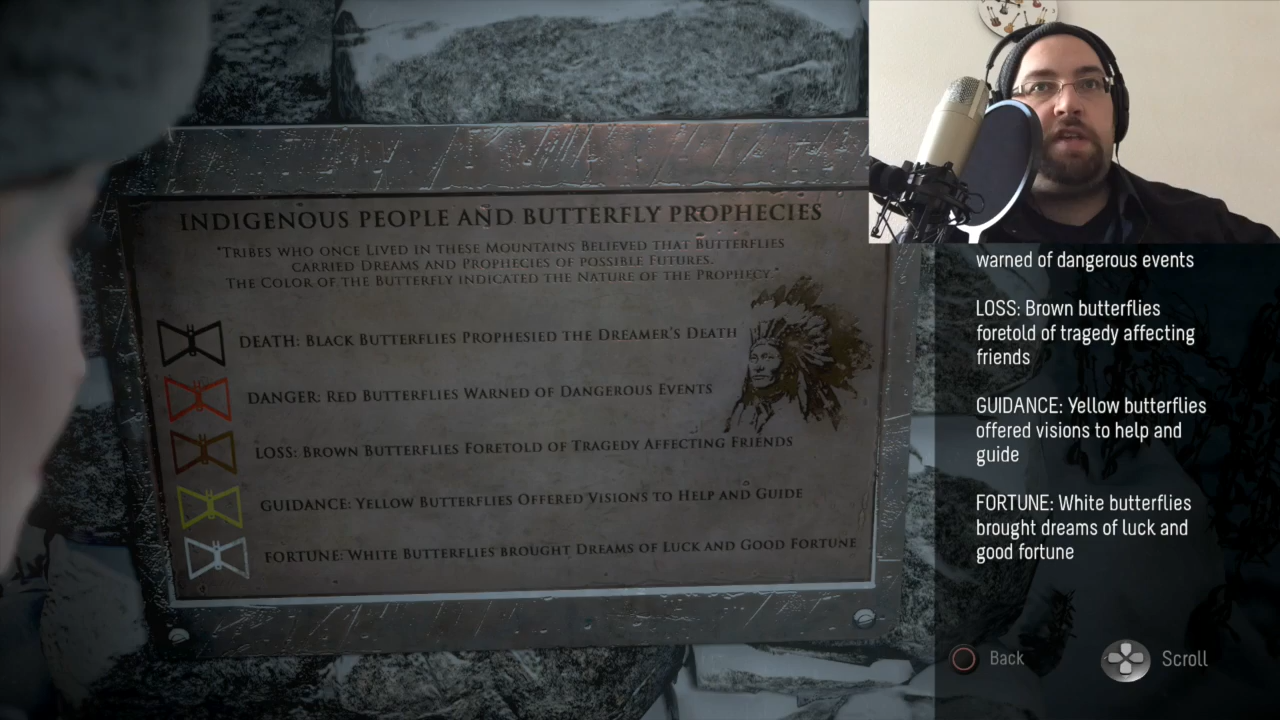 INDIGENOUS PEOPLE AND BUTTERFLY PROPHECIES
"TRIBES WHO ONCE LIVED IN THESE MOUNTAINS BELIEVED THAT BUTTERFLIES
CARRIED DREAMS AND PROPHECIES OF POSSIBLE FUTURES.
THE COLOR OF THE BUTTERFLY INDICATED THE NATURE OF THE PROPHECY."
DEATH: BLACK BUTTERFLIES PROPHESIED THE DREAMER'S DEATH
DANGER: RED BUTTERFLIES WARNED OF DANGEROUS EVENTS
LOSS: BROWN BUTTERFLIES FORETOLD OF TRAGEDY AFFECTING FRIENDS
GUIDANCE: YELLOW BUTTERFLIES OFFERED VISIONS TO HELP AND GUIDE
FORTUNE: WHITE BUTTERFLIES BROUGHT DREAMS OF LUCK AND GOOD FORTUNE
warned of dangerous events
LOSS: Brown butterflies
foretold of tragedy affecting
friends
GUIDANCE: Yellow butterflies
offered visions to help and
guide
FORTUNE: White butterflies
brought dreams of luck and
good fortune
Back
Scroll